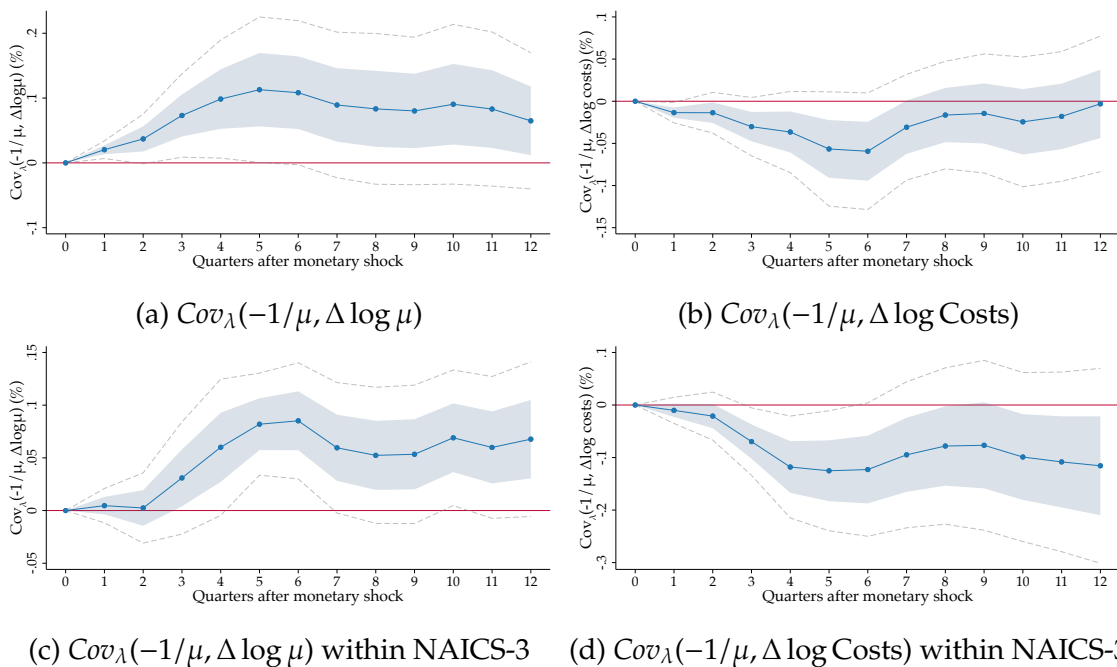 Cov_λ(-1/μ, Δlogμ) (%)
.2
.1
0
-.1
0 1 2 3 4 5 6 7 8 9 10 11 12
Quarters after monetary shock
(a) Cov_λ(−1/μ, Δ log μ)
Cov_λ(-1/μ, Δlog costs) (%)
.1
.05
0
-.05
-.1
-.15
0 1 2 3 4 5 6 7 8 9 10 11 12
Quarters after monetary shock
(b) Cov_λ(−1/μ, Δ log Costs)
Cov_λ(-1/μ, Δlogμ) (%)
.15
.1
.05
0
-.05
0 1 2 3 4 5 6 7 8 9 10 11 12
Quarters after monetary shock
(c) Cov_λ(−1/μ, Δ log μ) within NAICS-3
Cov_λ(-1/μ, Δlog costs) (%)
.1
0
-.1
-.2
-.3
0 1 2 3 4 5 6 7 8 9 10 11 12
Quarters after monetary shock
(d) Cov_λ(−1/μ, Δ log Costs) within NAICS-